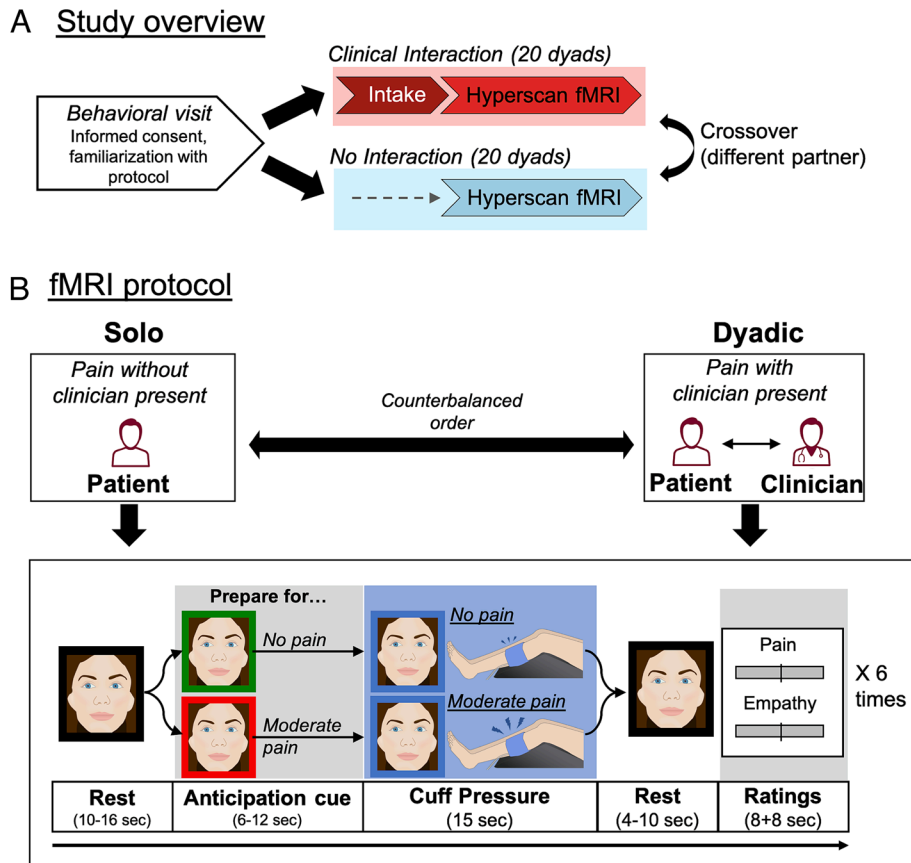 A Study overview
Clinical Interaction (20 dyads)
Intake
Hyperscan fMRI
Behavioral visit
Informed consent,
familiarization with
protocol
No Interaction (20 dyads)
Hyperscan fMRI
Crossover
(different partner)
B fMRI protocol
Solo
Pain without
clinician present
Patient
Counterbalanced
order
Dyadic
Pain with
clinician present
Patient
Clinician
Prepare for…
No pain
Moderate
pain
No pain
Moderate pain
Pain
Empathy
X 6
times
Rest
(10-16 sec)
Anticipation cue
(6-12 sec)
Cuff Pressure
(15 sec)
Rest
(4-10 sec)
Ratings
(8+8 sec)